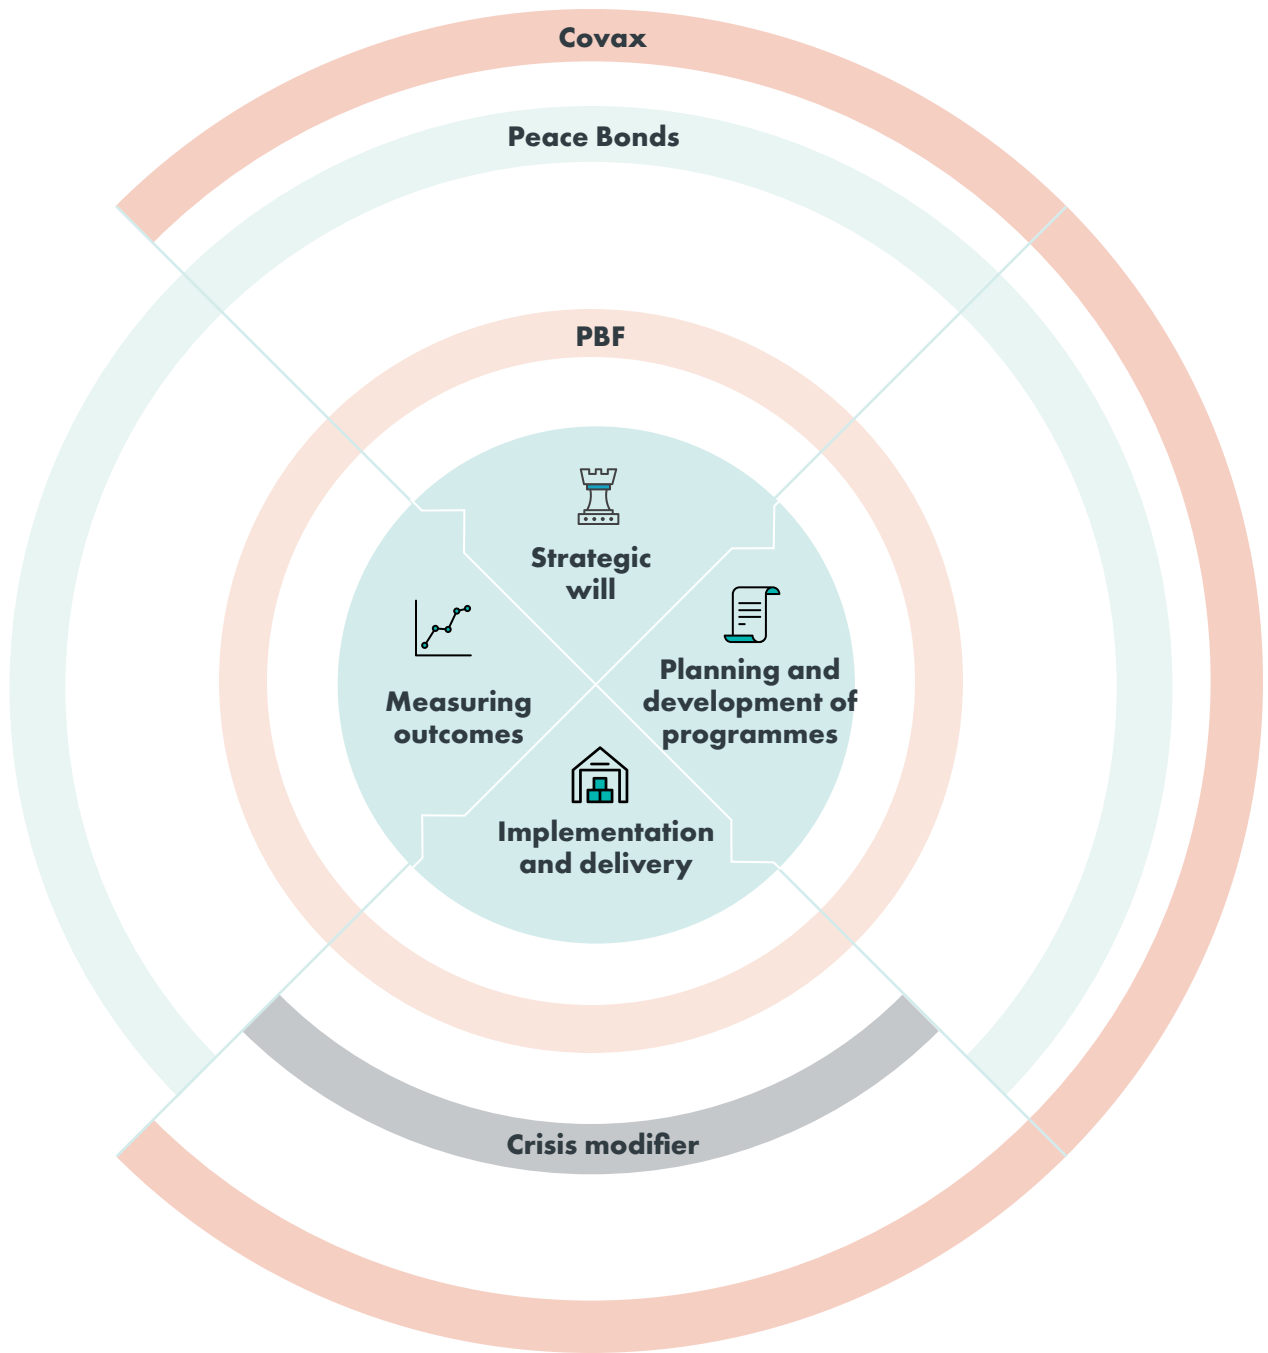 Covax
Peace Bonds
PBF
Strategic
will
Planning and
development of
programmes
Measuring
outcomes
Implementation
and delivery
Crisis modifier